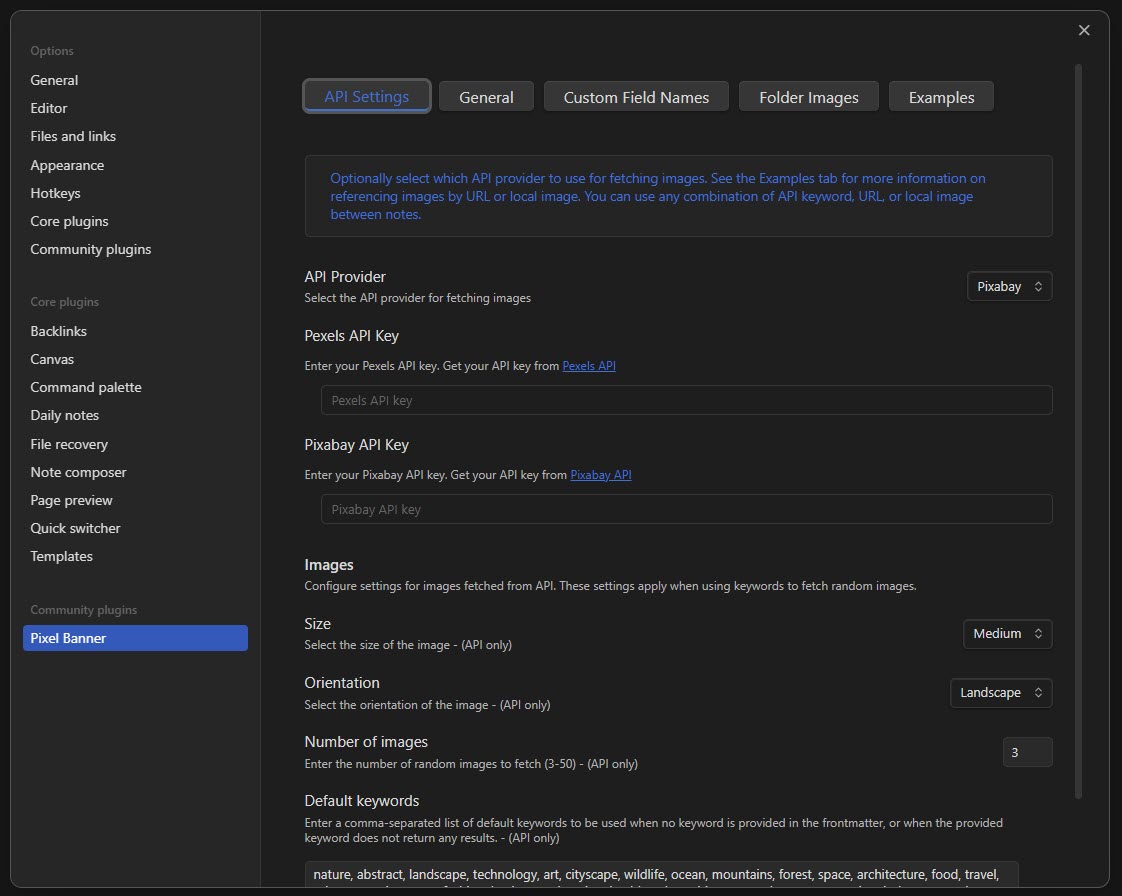 Options
General
Editor
Files and links
Appearance
Hotkeys
Core plugins
Community plugins
Core plugins
Backlinks
Canvas
Command palette
Daily notes
File recovery
Note composer
Page preview
Quick switcher
Templates
Community plugins
Pixel Banner
API Settings
General
Custom Field Names
Folder Images
Examples
Optionally select which API provider to use for fetching images. See the Examples tab for more information on
referencing images by URL or local image. You can use any combination of API keyword, URL, or local image
between notes.
API Provider
Select the API provider for fetching images
Pixabay
Pexels API Key
Enter your Pexels API key. Get your API key from Pexels API
Pexels API key
Pixabay API Key
Enter your Pixabay API key. Get your API key from Pixabay API
Pixabay API key
Images
Configure settings for images fetched from API. These settings apply when using keywords to fetch random images.
Size
Select the size of the image - (API only)
Medium
Orientation
Select the orientation of the image - (API only)
Landscape
Number of images
Enter the number of random images to fetch (3-50) - (API only)
3
Default keywords
Enter a comma-separated list of default keywords to be used when no keyword is provided in the frontmatter, or when the provided
keyword does not return any results. - (API only)
nature, abstract, landscape, technology, art, cityscape, wildlife, ocean, mountains, forest, space, architecture, food, travel,